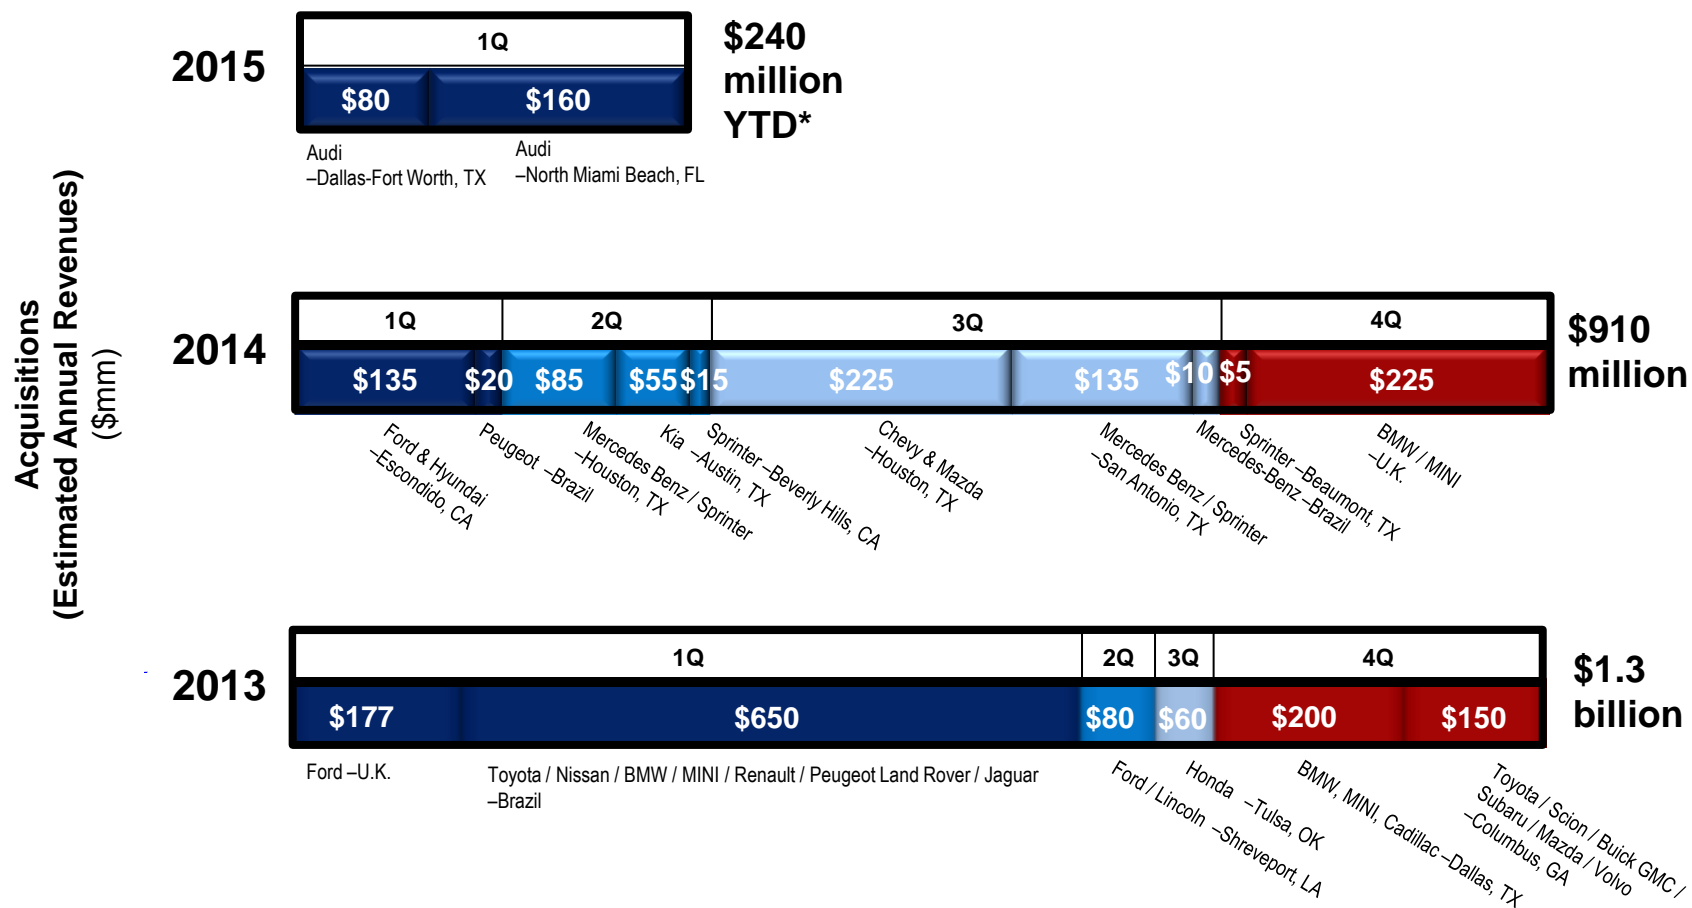 Acquisitions
(Estimated Annual Revenues)
($mm)
2015
1Q
$80
$160
$240
million
YTD*
Audi
–Dallas-Fort Worth, TX
Audi
–North Miami Beach, FL
2014
1Q
2Q
3Q
4Q
$135
$20
$85
$55
$15
$225
$135
$10
$5
$225
$910
million
Ford & Hyundai
–Escondido, CA
Peugeot –Brazil
Mercedes Benz / Sprinter
–Houston, TX
Kia –Austin, TX
Sprinter –Beverly Hills, CA
Chevy & Mazda
–Houston, TX
Mercedes Benz / Sprinter
–San Antonio, TX
Mercedes-Benz –Brazil
Sprinter –Beaumont, TX
BMW / MINI
–U.K.
2013
1Q
2Q
3Q
4Q
$177
$650
$80
$60
$200
$150
$1.3
billion
Ford –U.K.
Toyota / Nissan / BMW / MINI / Renault / Peugeot Land Rover / Jaguar
–Brazil
Ford / Lincoln –Shreveport, LA
Honda –Tulsa, OK
BMW, MINI, Cadillac –Dallas, TX
Toyota / Scion / Buick GMC /
Subaru / Mazda / Volvo
–Columbus, GA